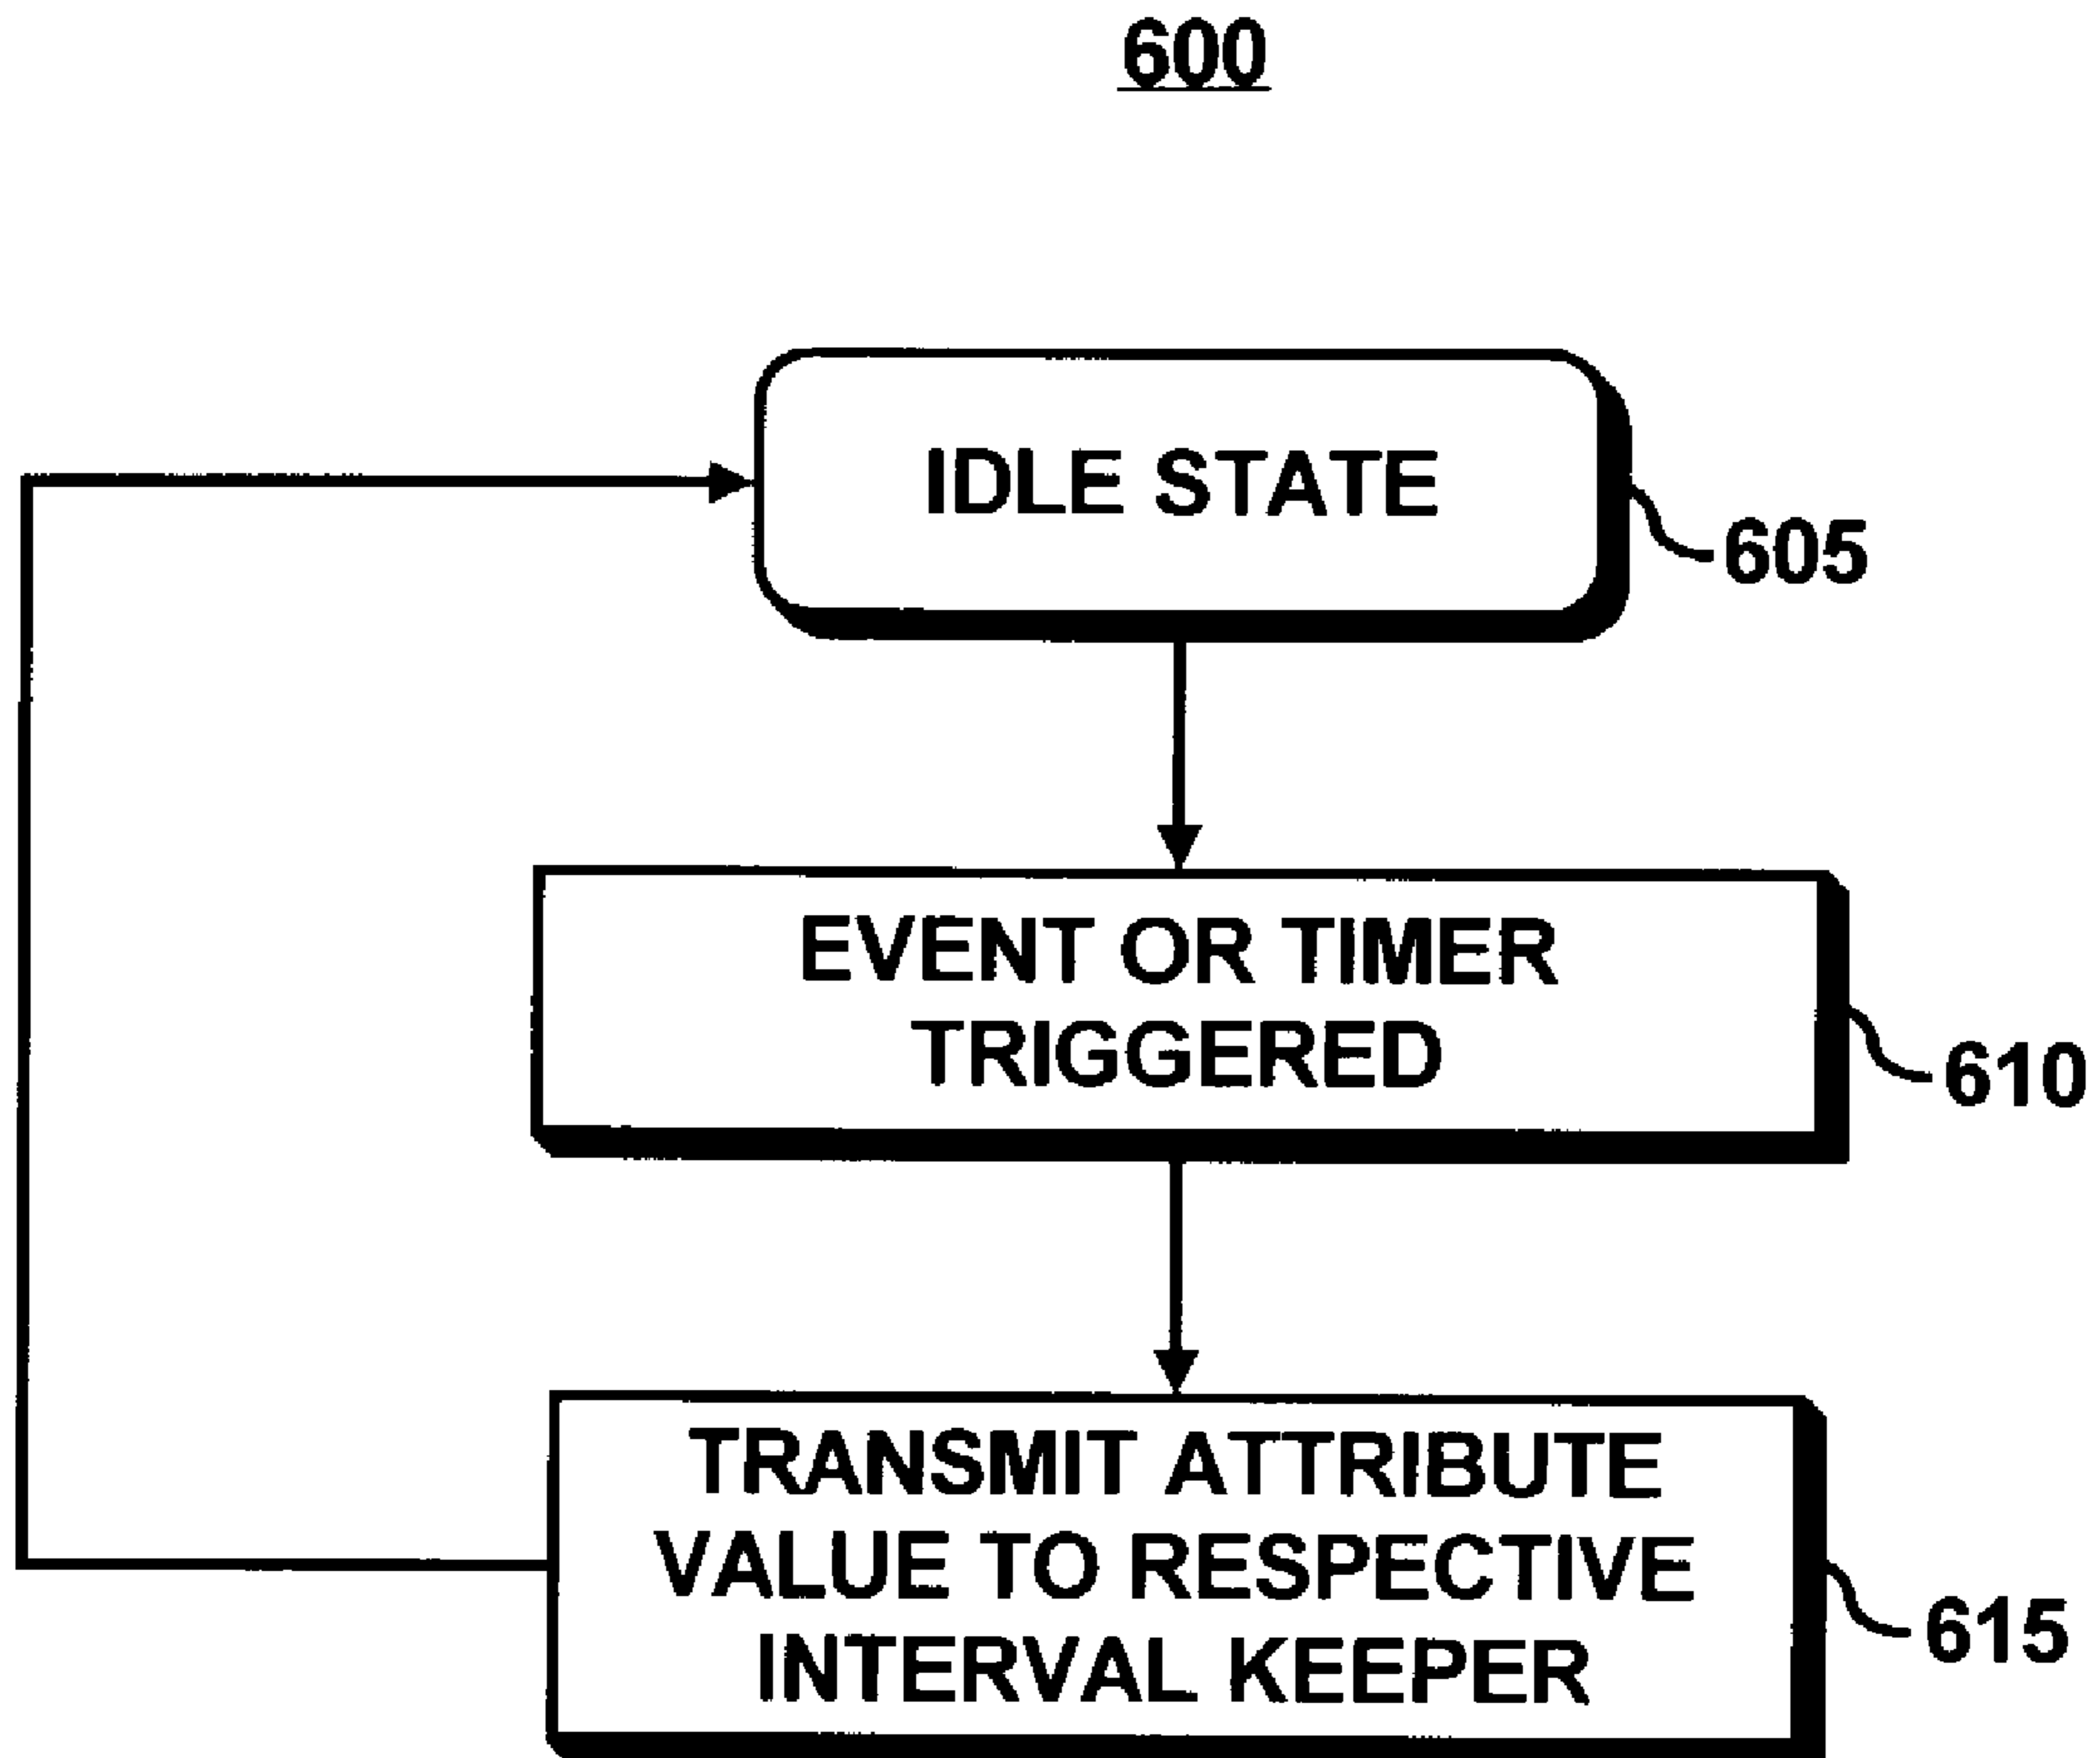 600
IDLE STATE
605
EVENT OR TIMER
TRIGGERED
610
TRANSMIT ATTRIBUTE
VALUE TO RESPECTIVE
INTERVAL KEEPER
615